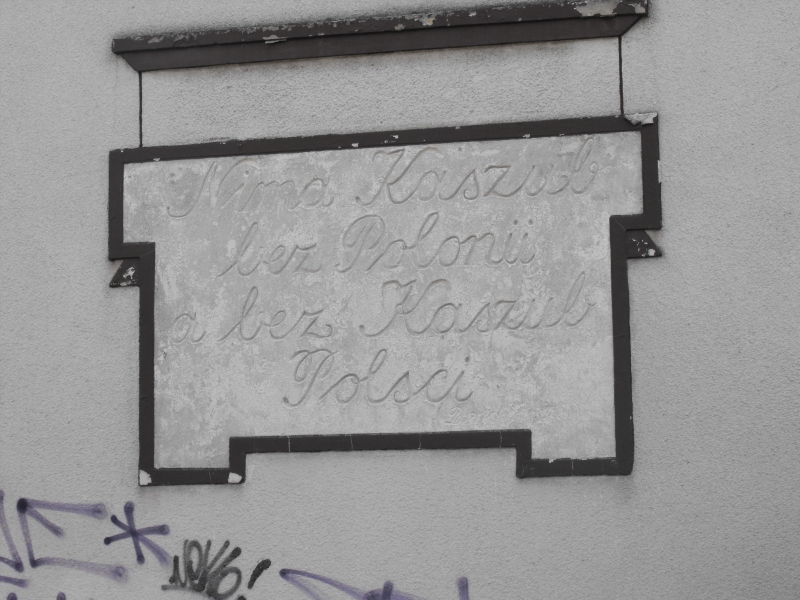 Nima Kaszub
bez Polonii
a bez Kaszub
Polsci